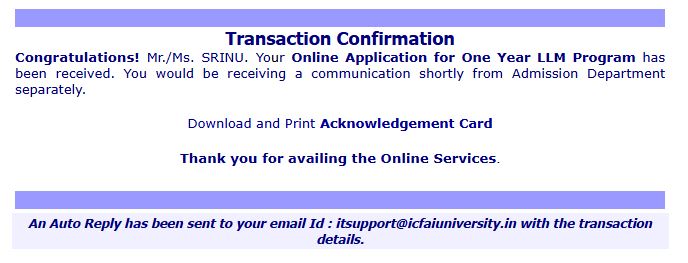 Transaction Confirmation
Congratulations! Mr./Ms. SRINU. Your Online Application for One Year LLM Program has
been received. You would be receiving a communication shortly from Admission Department
separately.
Download and Print Acknowledgement Card
Thank you for availing the Online Services.
An Auto Reply has been sent to your email Id : itsupport@icfaiuniversity.in with the transaction
details.